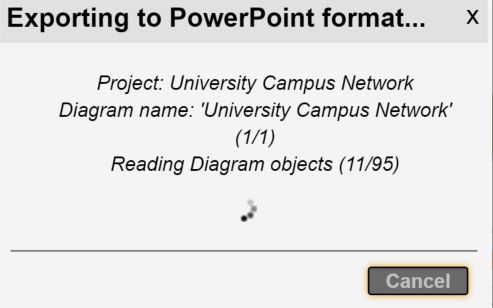 Exporting to PowerPoint format... X
Project: University Campus Network
Diagram name: 'University Campus Network'
(1/1)
Reading Diagram objects (11/95)
Cancel